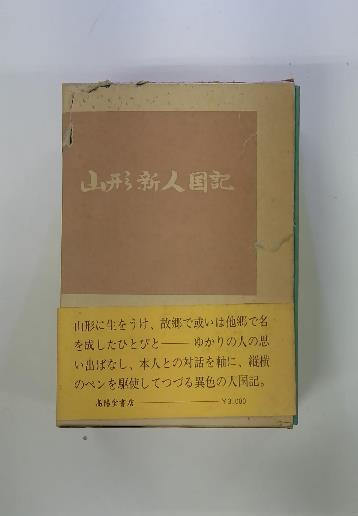 山形新人国記
山形に生をうけ、故郷で或いは他郷で名
を成したひとびと――ゆかりの人の思
い出ばなし、本人との対話を軸に、縦横
のペンを駆使してつづる異色の人国記。
高陽堂書店――¥3,000